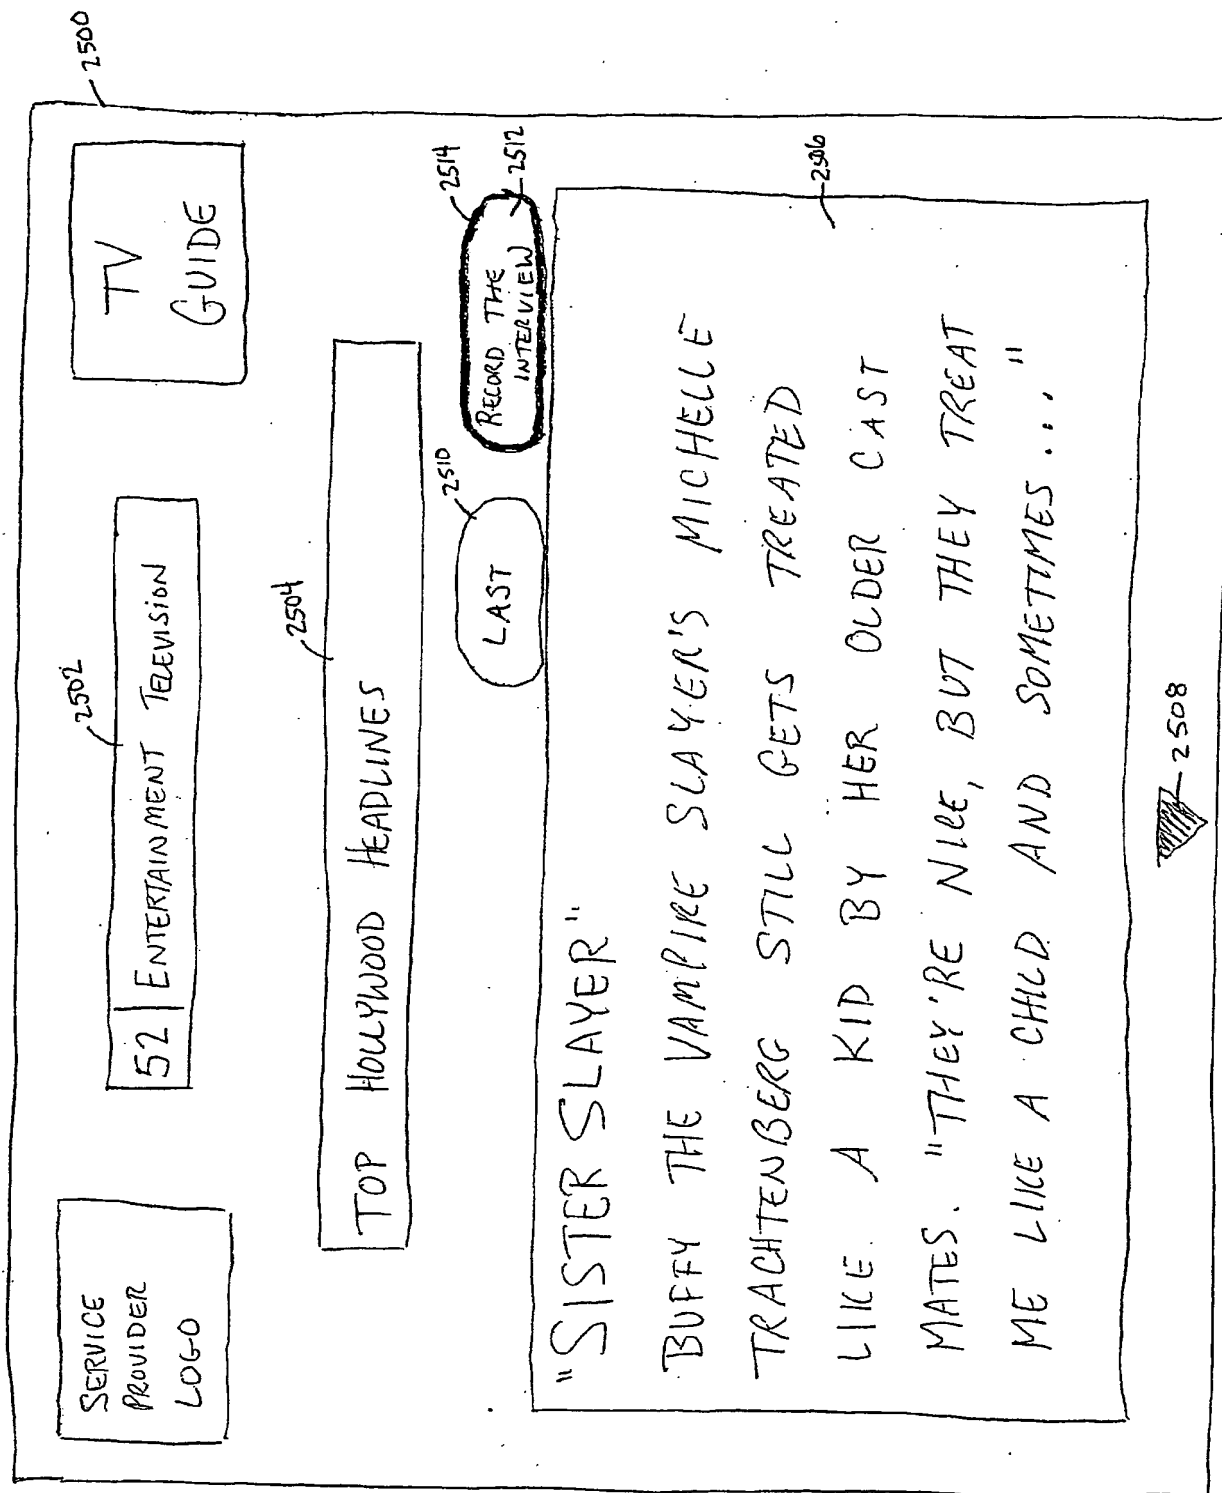 2500
SERVICE
PROVIDER
LOGO
2502
52 | ENTERTAINMENT TELEVISION
TV
GUIDE
2504
TOP HOLLYWOOD HEADLINES
2510
LAST
2514
RECORD THE
INTERVIEW
2512
2506
"SISTER SLAYER"
BUFFY THE VAMPIRE SLAYER'S MICHELLE
TRACHTENBERG STILL GETS TREATED
LIKE A KID BY HER OLDER CAST
MATES. "THEY'RE NICE, BUT THEY TREAT
ME LIKE A CHILD AND SOMETIMES..."
2508